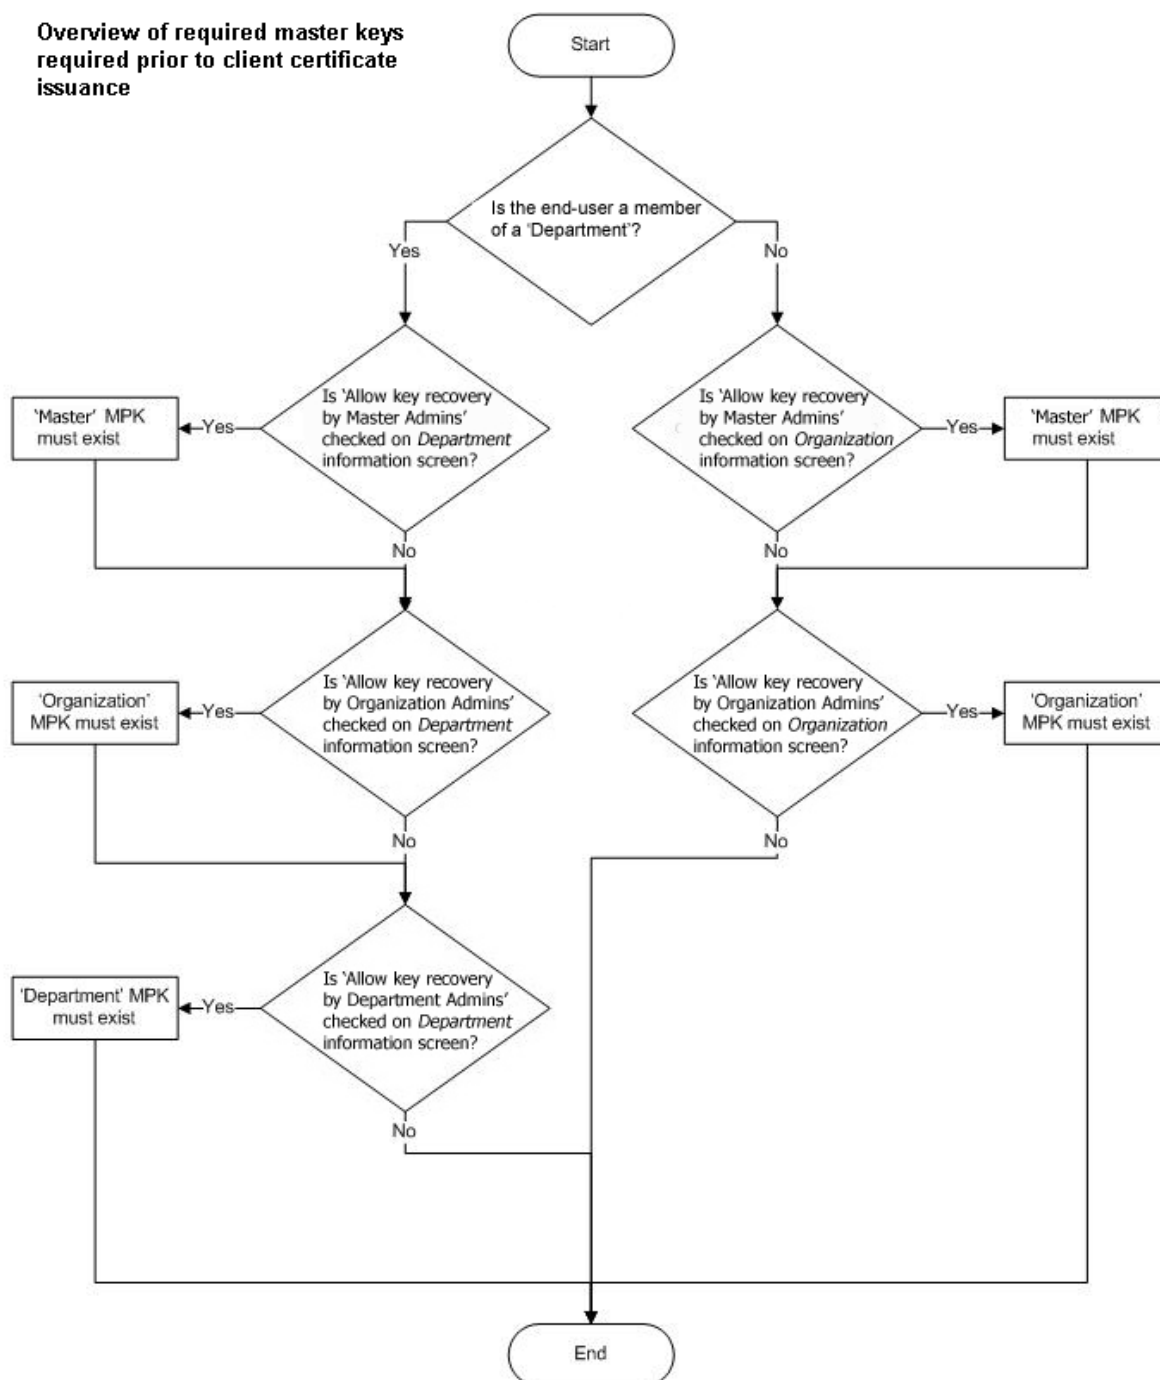 Overview of required master keys
required prior to client certificate
issuance
Start
Is the end-user a member
of a ‘Department’?
Yes
No
Is ‘Allow key recovery
by Master Admins’
checked on Department
information screen?
Yes
‘Master’ MPK
must exist
No
Is ‘Allow key recovery
by Master Admins’
checked on Organization
information screen?
Yes
‘Master’ MPK
must exist
No
Is ‘Allow key recovery
by Organization Admins’
checked on Department
information screen?
Yes
‘Organization’
MPK must exist
No
Is ‘Allow key recovery
by Organization Admins’
checked on Organization
information screen?
Yes
‘Organization’
MPK must exist
No
Is ‘Allow key recovery
by Department Admins’
checked on Department
information screen?
Yes
‘Department’ MPK
must exist
No
End